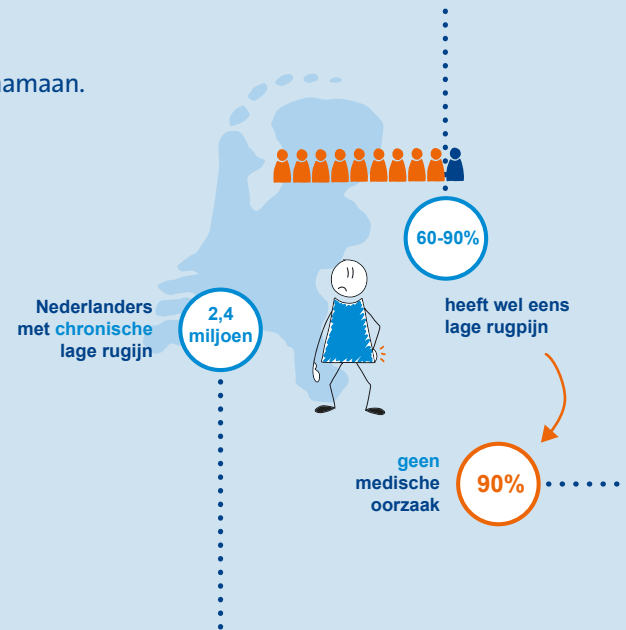 amaan.
60-90%
heeft wel eens
lage rugpijn
Nederlanders
met chronische
lage rugijn
2,4
miljoen
geen
medische
oorzaak
90%